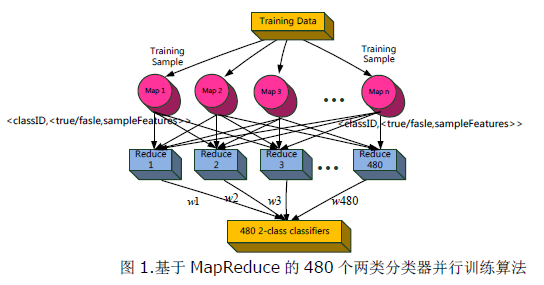 Training Data
Training
Sample
Training
Sample
Map 1
Map 2
Map 3
...
Map n
<classID,<true/fasle,sampleFeatures>>
<classID,<true/fasle,sampleFeatures>>
Reduce
1
Reduce
2
Reduce
3
...
Reduce
480
w1
w2
w3
w480
480 2-class classifiers
图 1.基于 MapReduce 的 480 个两类分类器并行训练算法